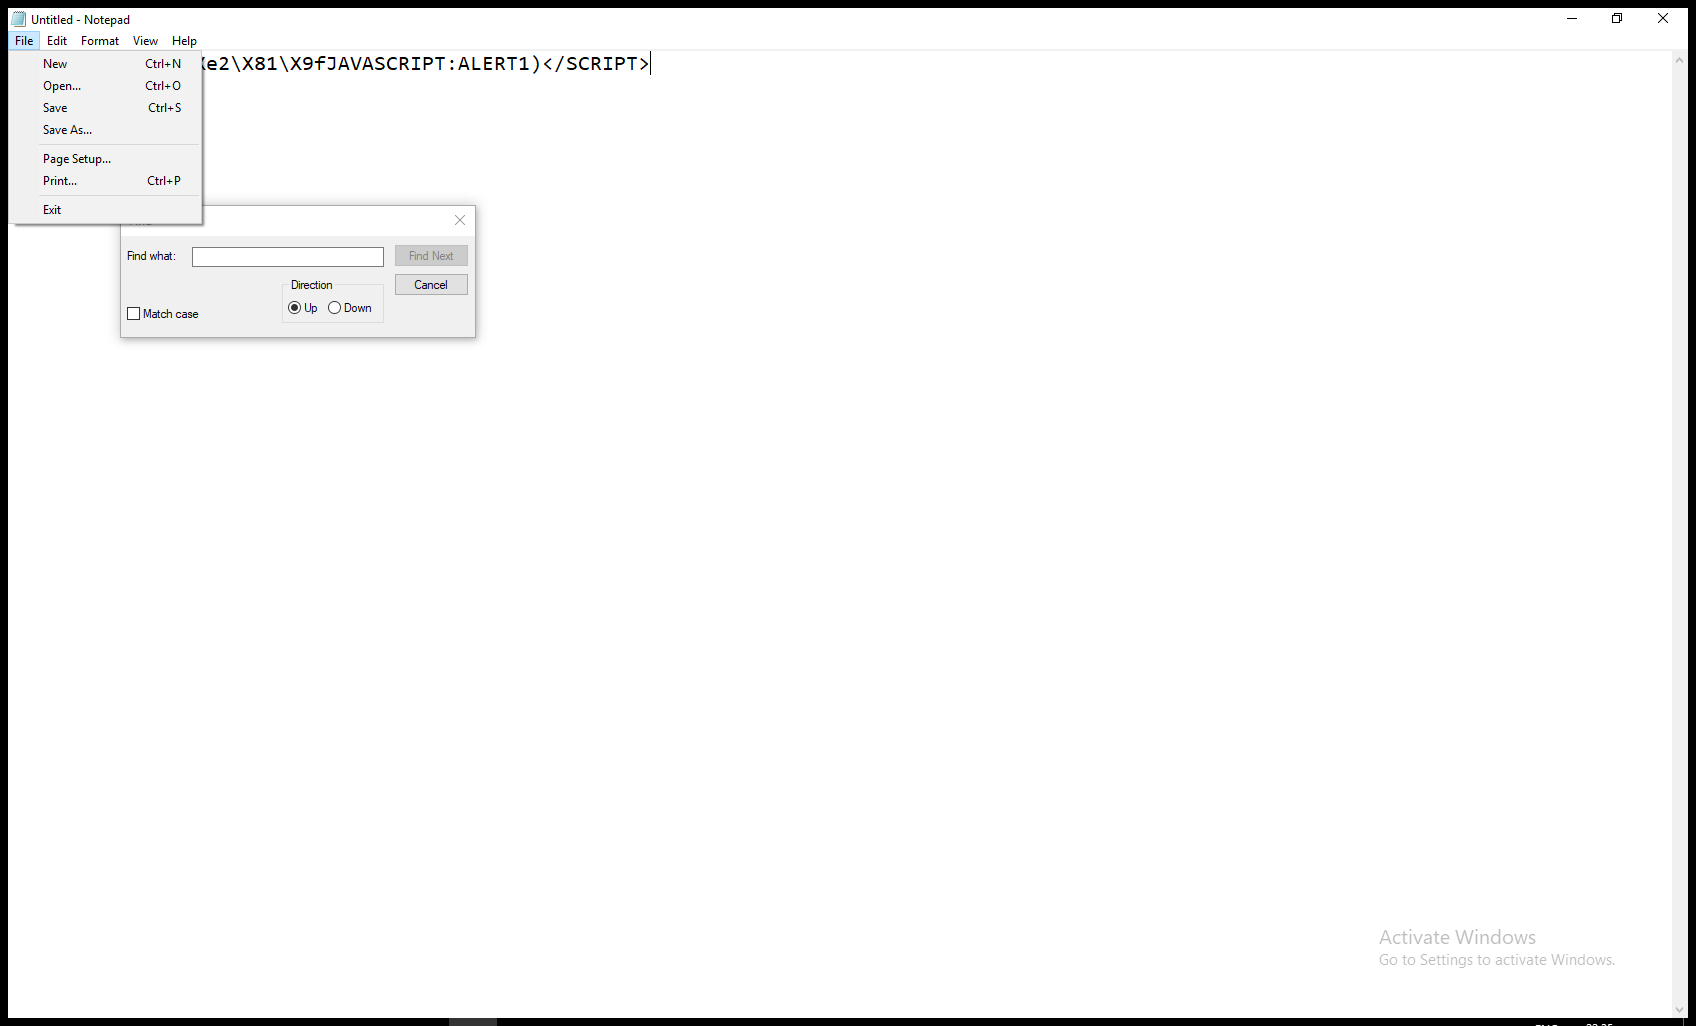 Untitled - Notepad
File Edit Format View Help
New Ctrl+N
Open... Ctrl+O
Save Ctrl+S
Save As...
Page Setup...
Print... Ctrl+P
Exit
e2\X81\X9fJAVASCRIPT:ALERT1)</SCRIPT>
Find what:
Find Next
Cancel
Direction
Up Down
Match case
Activate Windows
Go to Settings to activate Windows.